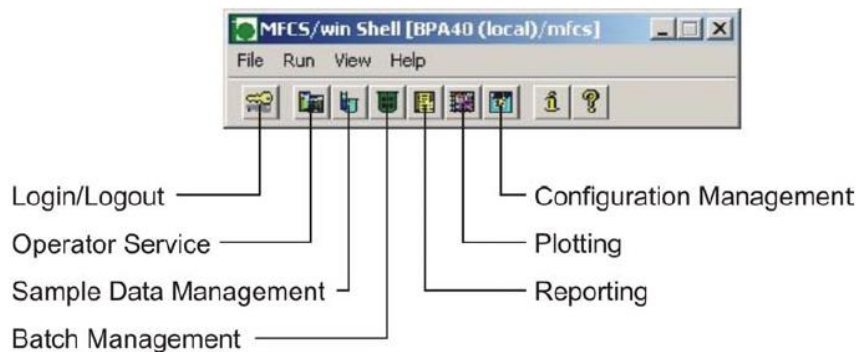 MFCS/win Shell [BPA40 (local)/mfcs]
File Run View Help
Login/Logout
Configuration Management
Operator Service
Plotting
Sample Data Management
Reporting
Batch Management